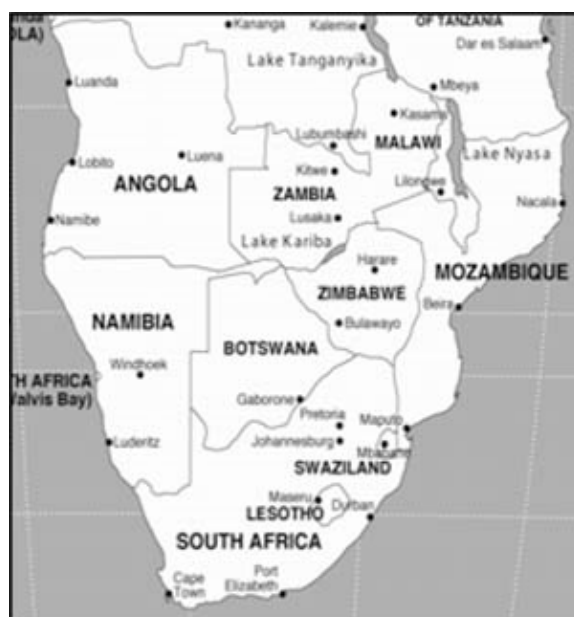 Kananga
Kalemie
OF TANZANIA
OLA)
Dar es Salaam
Lake Tanganyika
Luanda
Mbeya
Kasama
Lubumbashi
MALAWI
Lobito
Luena
Lake Nyasa
Kitwe
ANGOLA
ZAMBIA
Lilongwe
Nacala
Namibe
Lusaka
Lake Kariba
Harare
MOZAMBIQUE
ZIMBABWE
Beira
NAMIBIA
Bulawayo
BOTSWANA
Windhoek
TH AFRICA
Valvis Bay)
Gaborone
Pretoria
Maputo
Luderitz
Johannesburg
SWAZILAND
Maseru
Durban
LESOTHO
SOUTH AFRICA
Cape
Town
Port
Elizabeth